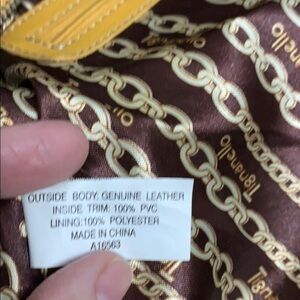 Tignanello
Tignanello
OUTSIDE BODY: GENUINE LEATHER
INSIDE TRIM: 100% PVC
LINING:100% POLYESTER
MADE IN CHINA
A16563